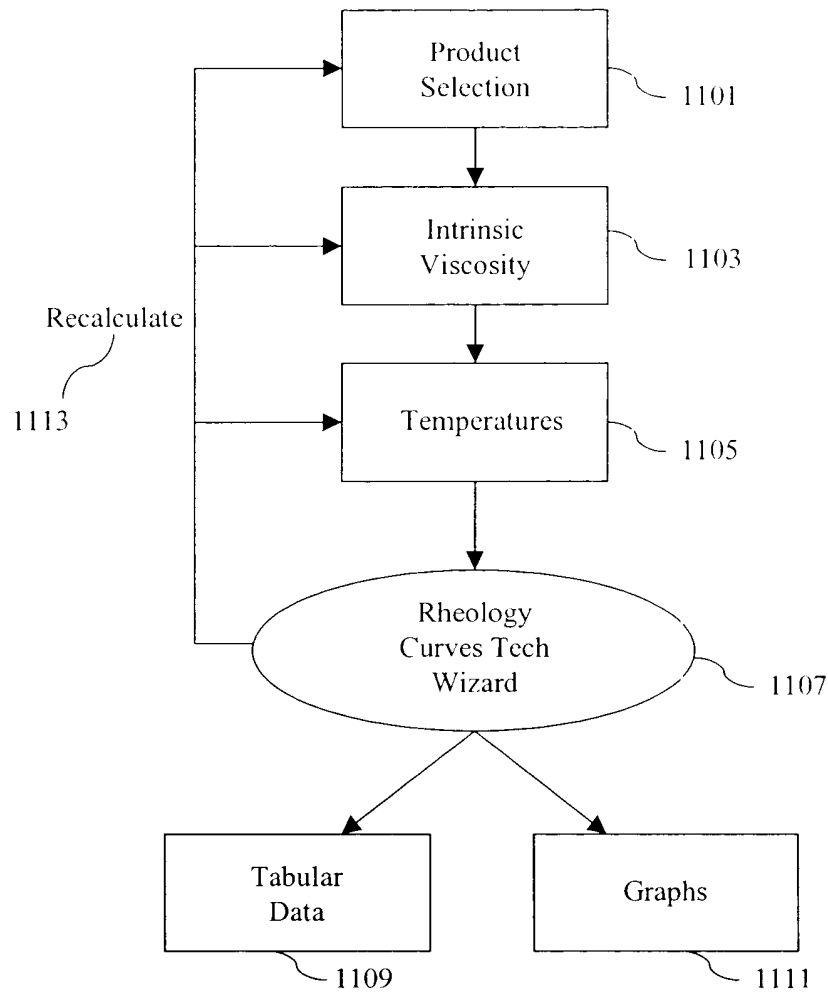 Product
Selection
1101
Intrinsic
Viscosity
1103
Recalculate
1113
Temperatures
1105
Rheology
Curves Tech
Wizard
1107
Tabular
Data
1109
Graphs
1111